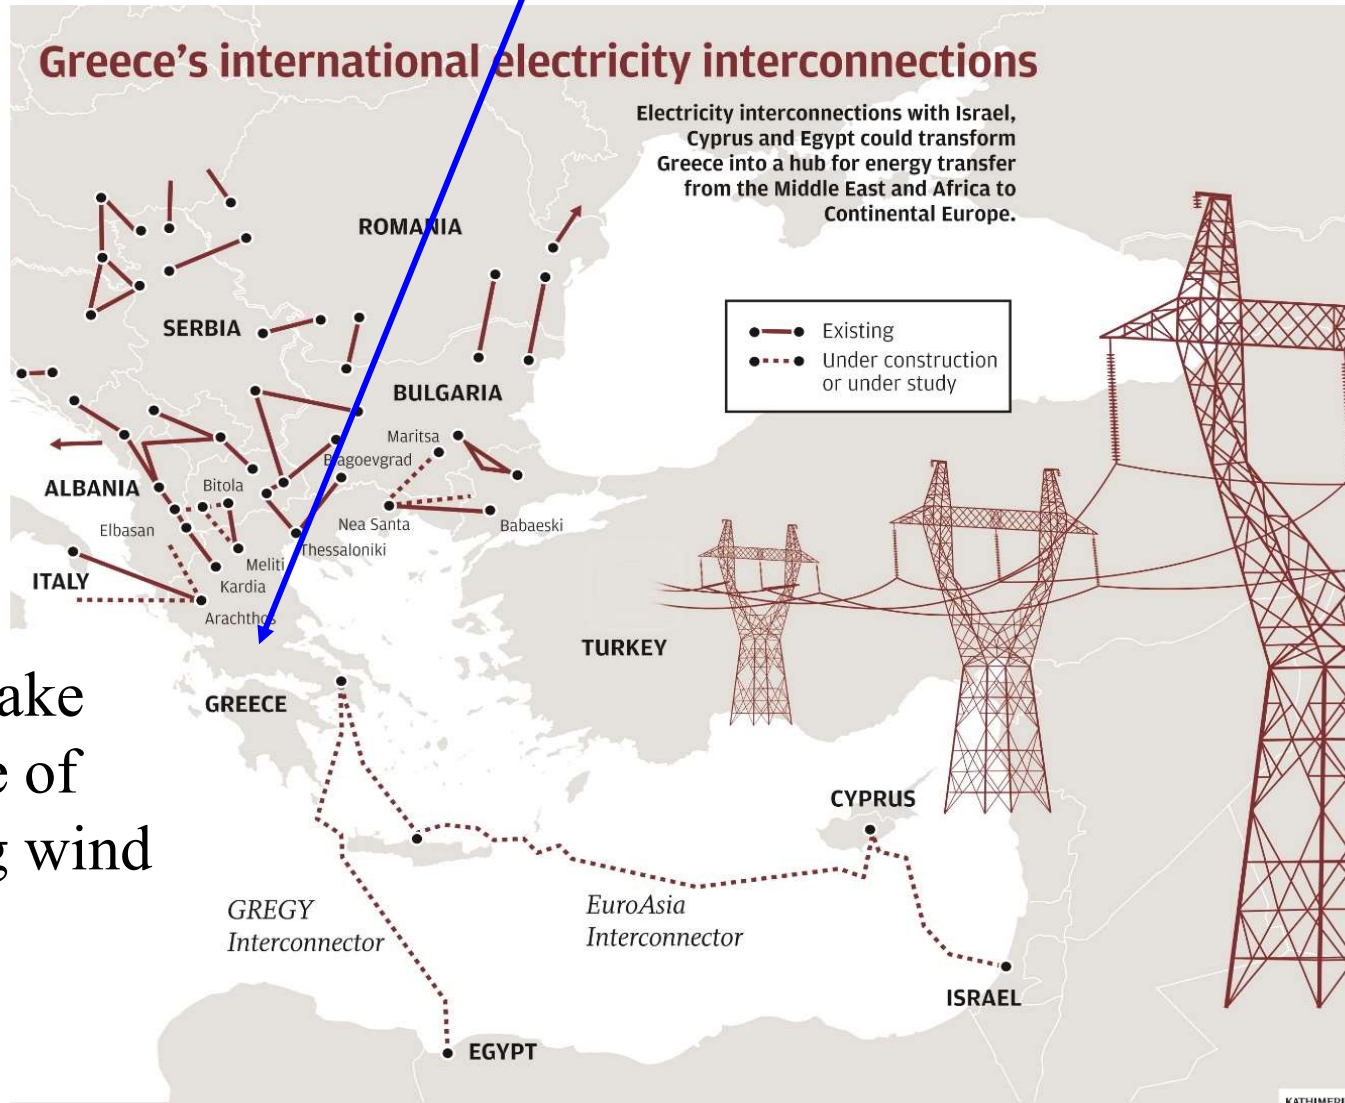 Greece's international electricity interconnections
Electricity interconnections with Israel,
Cyprus and Egypt could transform
Greece into a hub for energy transfer
from the Middle East and Africa to
Continental Europe.
ROMANIA
SERBIA
Existing
Under construction
or under study
BULGARIA
Maritsa
Blagoevgrad
ALBANIA
Bitola
Elbasan
Nea Santa
Babaeski
Thessaloniki
Meliti
ITALY
Kardia
Arachthos
TURKEY
ake
GREECE
e of
CYPRUS
g wind
GREGY
Interconnector
EuroAsia
Interconnector
ISRAEL
EGYPT